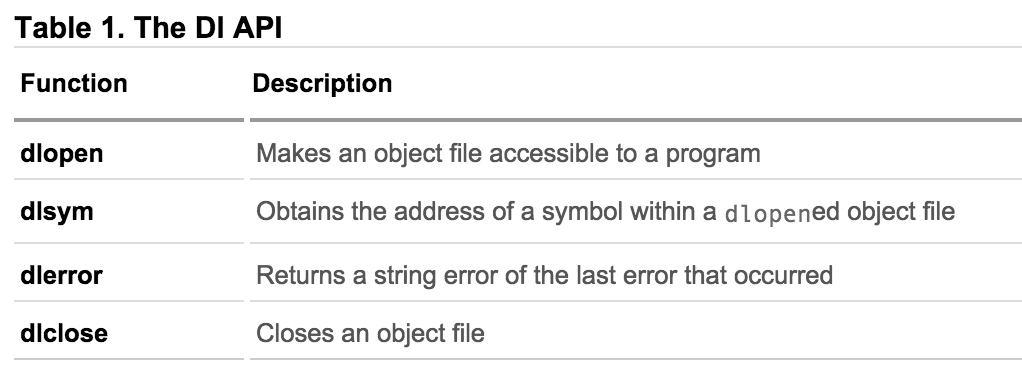 Table 1. The Dl API
Function Description
dlopen Makes an object file accessible to a program
dlsym Obtains the address of a symbol within a dlopened object file
dlerror Returns a string error of the last error that occurred
dlclose Closes an object file